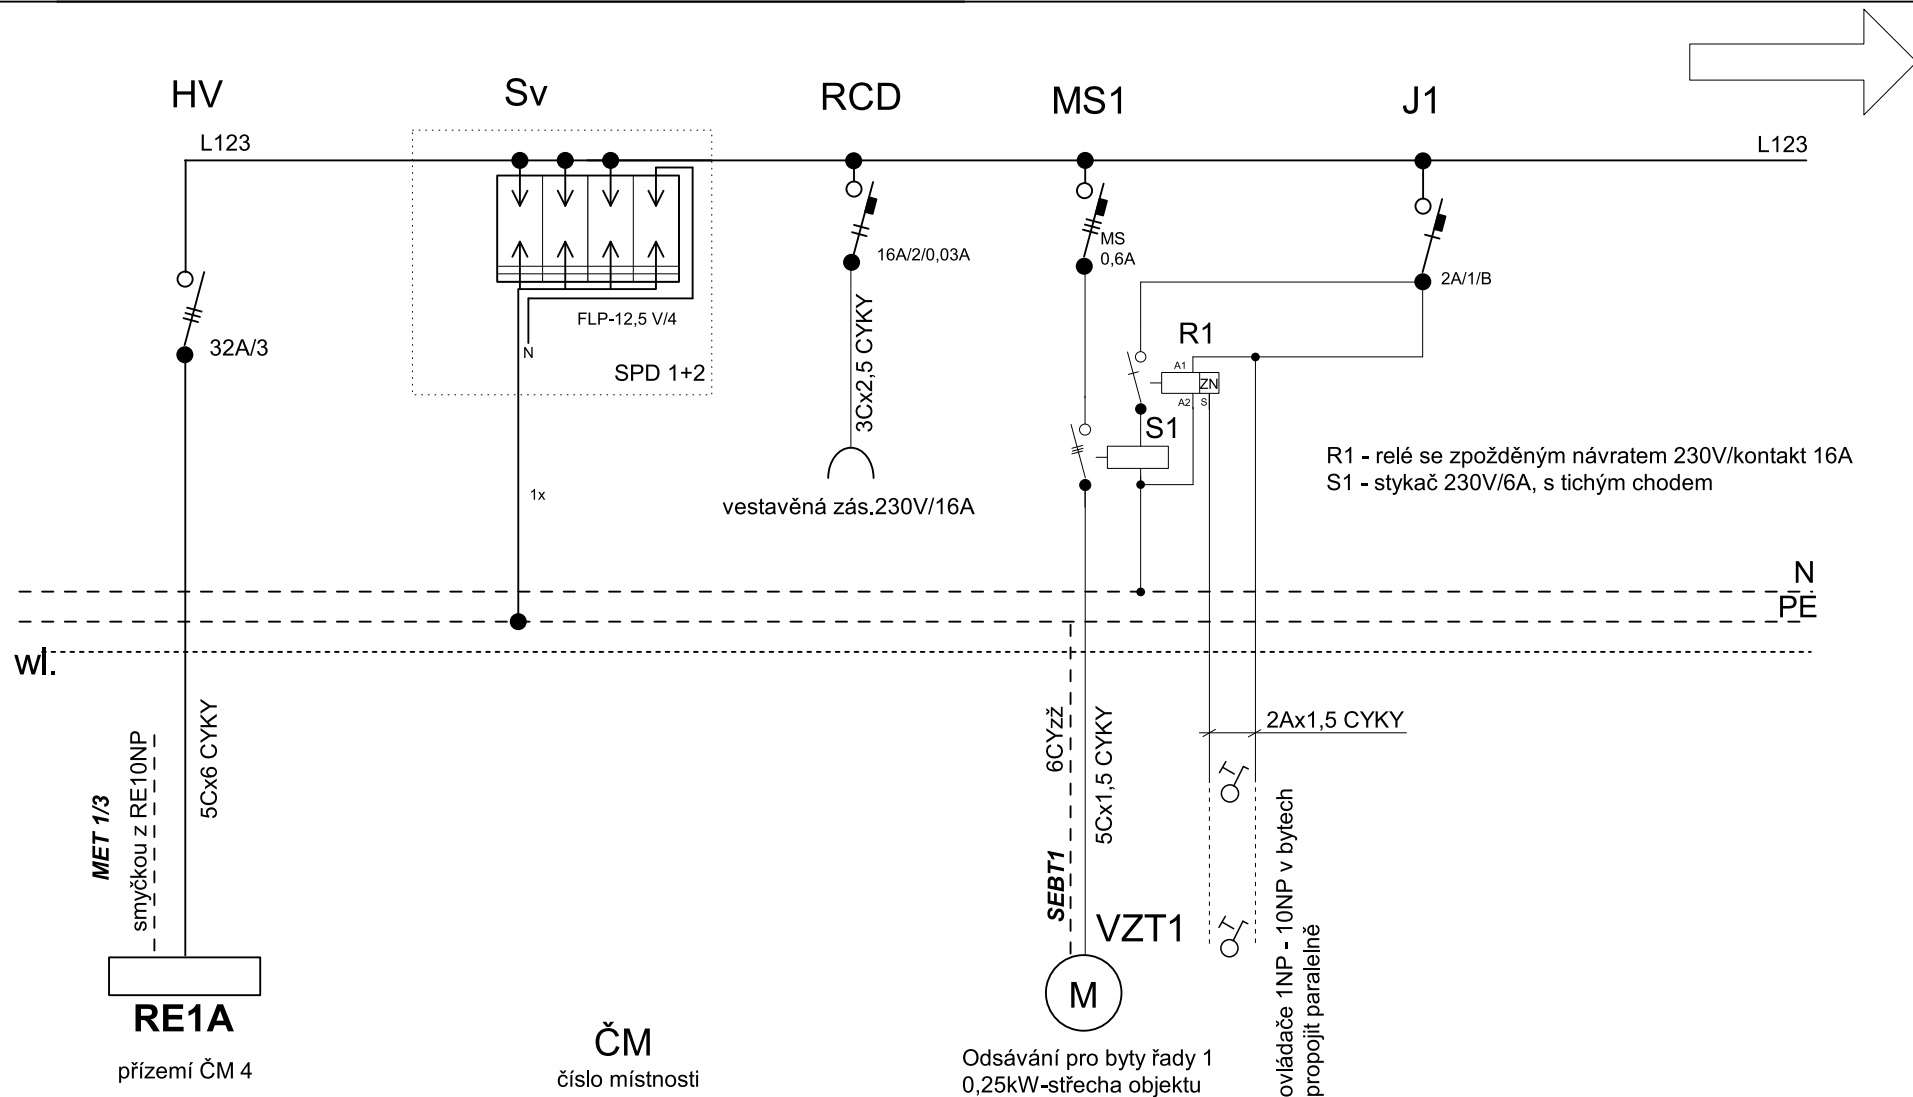 HV
Sv
RCD
MS1
J1
L123
L123
32A/3
FLP-12,5 V/4
N
SPD 1+2
1x
16A/2/0,03A
3Cx2,5 CYKY
vestavěná zás.230V/16A
MS
0,6A
2A/1/B
R1
A1
ZN
A2
S
S1
R1 - relé se zpožděným návratem 230V/kontakt 16A
S1 - stykač 230V/6A, s tichým chodem
N
PE
wl.
MET 1/3
smyčkou z RE10NP
5Cx6 CYKY
6CYzž
5Cx1,5 CYKY
SEBT1
2Ax1,5 CYKY
ovládače 1NP - 10NP v bytech
propojit paralelně
VZT1
M
RE1A
přízemí ČM 4
ČM
číslo místnosti
Odsávání pro byty řady 1
0,25kW-střecha objektu